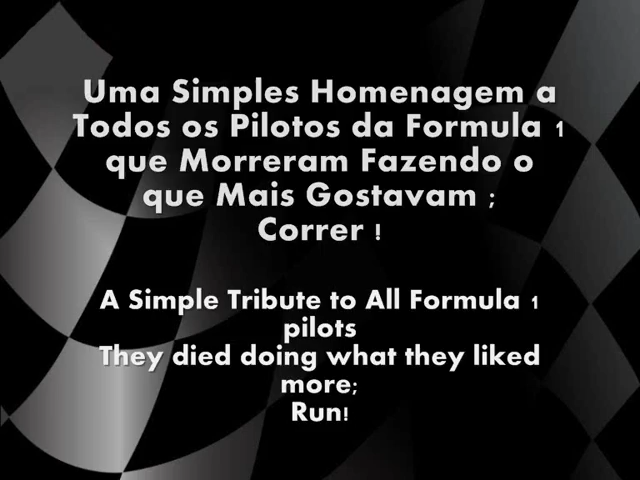 Uma Simples Homenagem a
Todos os Pilotos da Formula 1
que Morreram Fazendo o
que Mais Gostavam ;
Correr !
A Simple Tribute to All Formula 1
pilots
They died doing what they liked
more;
Run!